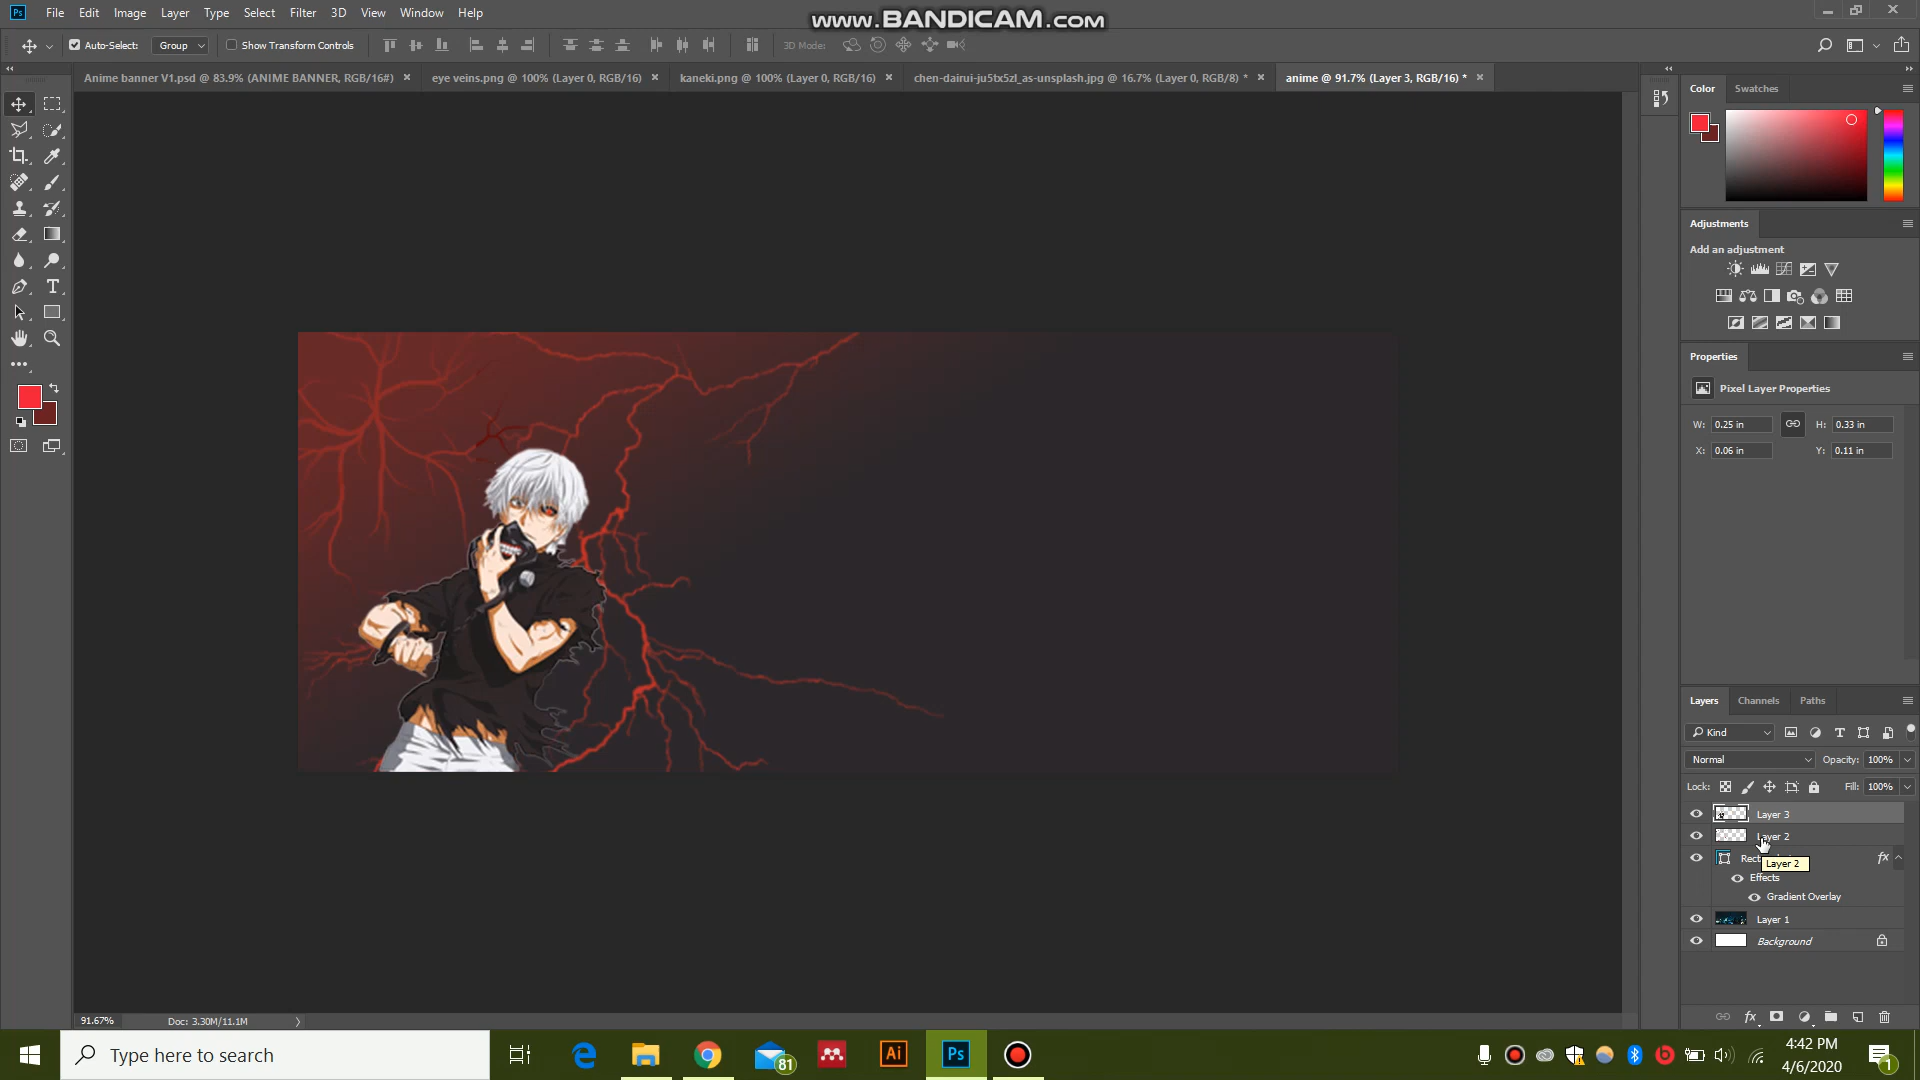 Ps File Edit Image Layer Type Select Filter 3D View Window Help
www.BANDICAM.com
Auto-Select: Group Show Transform Controls 3D Mode:
Anime banner V1.psd @ 83.9% (ANIME BANNER, RGB/16#) × eye veins.png @ 100% (Layer 0, RGB/16) × kaneki.png @ 100% (Layer 0, RGB/16) × chen-dairui-ju5tx5zl_as-unsplash.jpg @ 16.7% (Layer 0, RGB/8) * × anime @ 91.7% (Layer 3, RGB/16) * ×
Color Swatches
Adjustments
Add an adjustment
Properties
Pixel Layer Properties
W: 0.25 in H: 0.33 in
X: 0.06 in Y: 0.11 in
Layers Channels Paths
Kind
Normal Opacity: 100%
Lock: Fill: 100%
Layer 3
Layer 2
Rect
Layer 2
fx
Effects
Gradient Overlay
Layer 1
Background
fx
91.67% Doc: 3.30M/11.1M
Type here to search
81
Ai
Ps
4:42 PM
4/6/2020
1